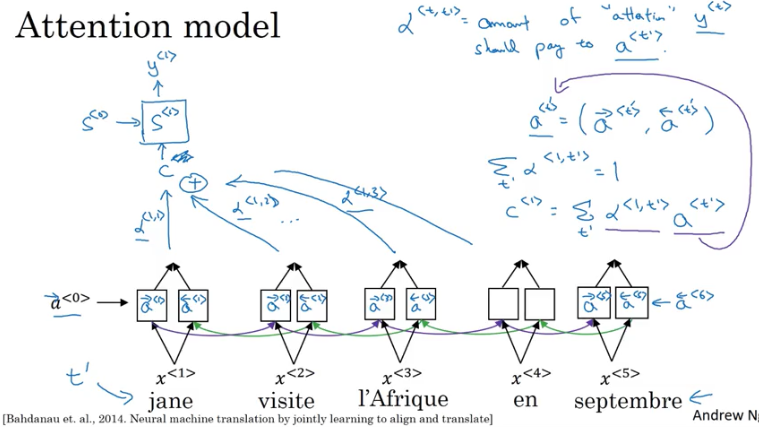 Attention model
α^{<t,t'>} = amount of "attention" y^{<t>}
should pay to a^{<t'>}.
y^{<1>}
S^{<0>} → S^{<1>}
a^{<t'>} = (a→^{<t'>}, a←^{<t'>})
Σ_{t'} α^{<1,t'>} = 1
c^{<1>} = Σ_{t'} α^{<1,t'>} a^{<t'>}
C
+
α^{<1,1>} α^{<1,2>} ... α^{<1,3>}
a→^{<0>} a→^{<1>} a←^{<1>} a→^{<2>} a←^{<2>} a→^{<3>} a←^{<3>} a→^{<5>} a←^{<5>} a←^{<6>}
t' x^{<1>} x^{<2>} x^{<3>} x^{<4>} x^{<5>}
jane visite l'Afrique en septembre
[Bahdanau et. al., 2014. Neural machine translation by jointly learning to align and translate] Andrew Ng